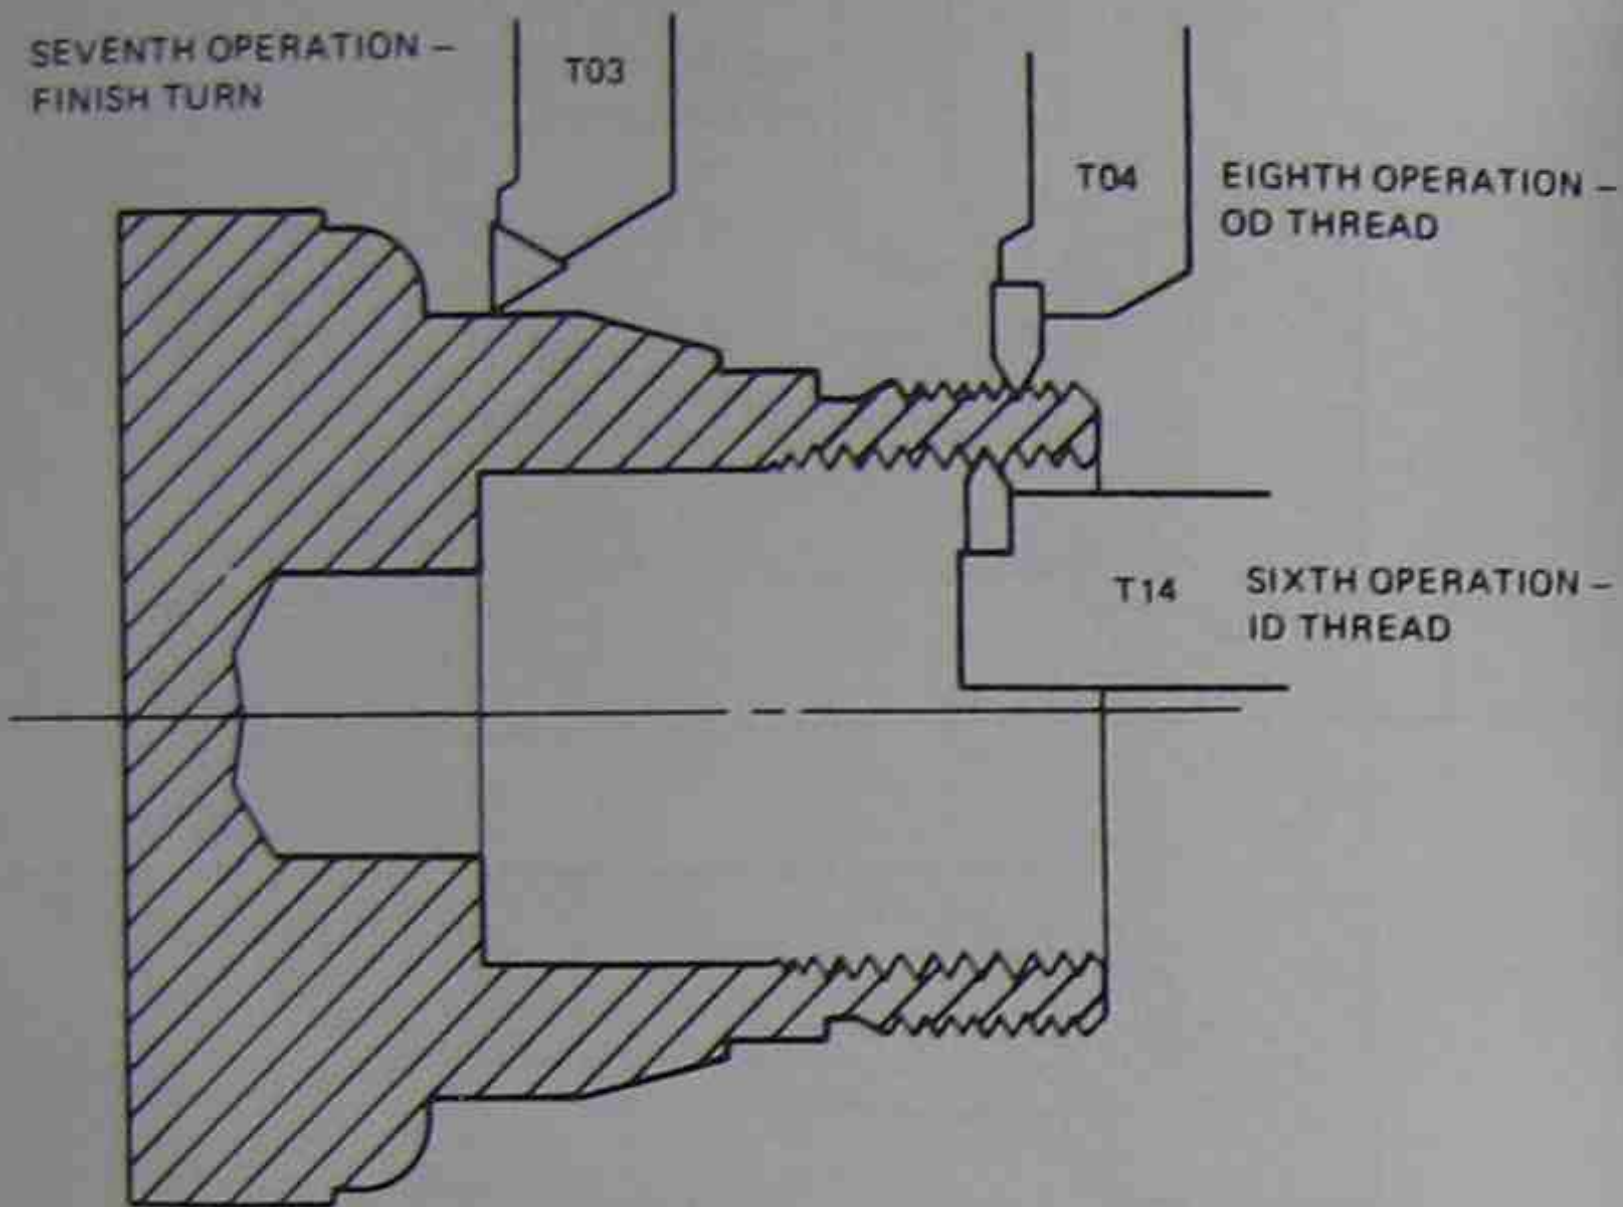 SEVENTH OPERATION –
FINISH TURN
T03
T04
EIGHTH OPERATION –
OD THREAD
T14
SIXTH OPERATION –
ID THREAD